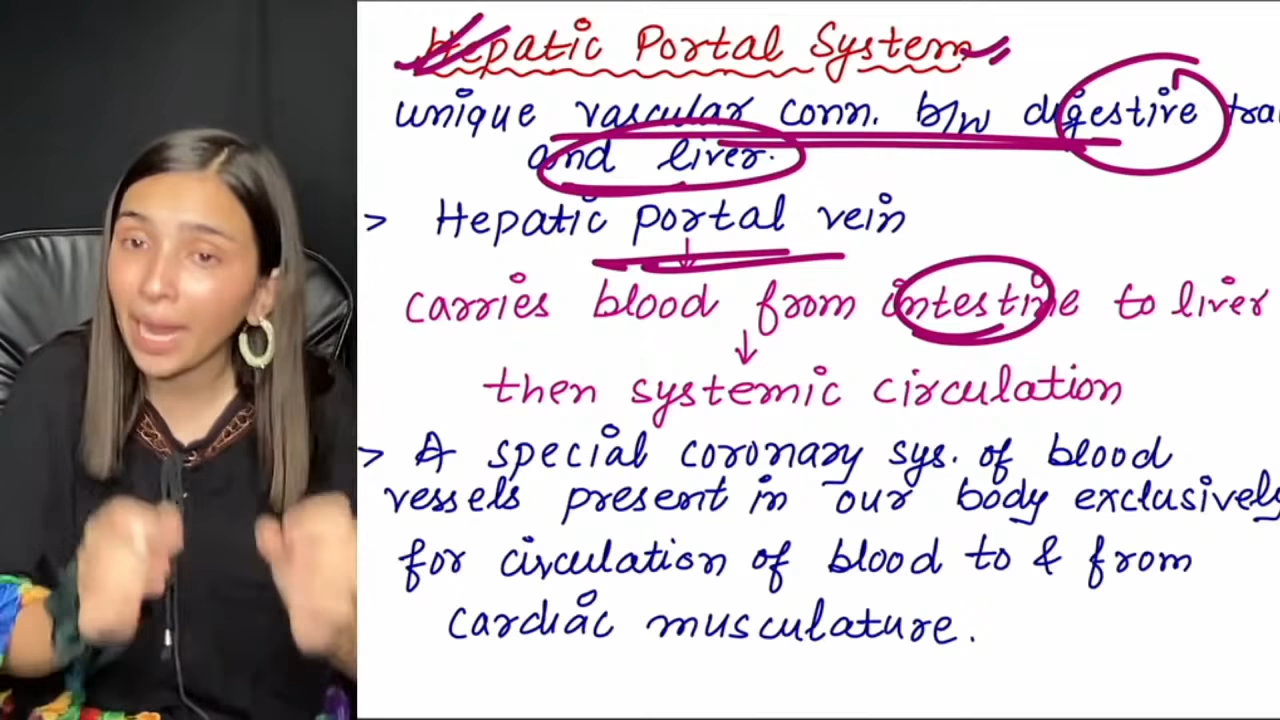 Hepatic Portal System
unique vascular conn. b/w digestive tra
and liver.
> Hepatic portal vein
↓
carries blood from intestine to liver
↓
then systemic circulation
> A special coronary sys. of blood
vessels present in our body exclusively
for circulation of blood to & from
cardiac musculature.